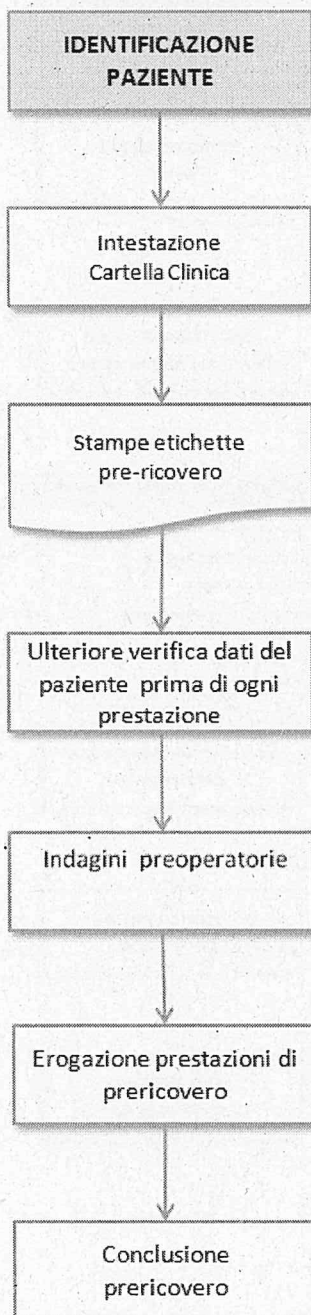 IDENTIFICAZIONE
PAZIENTE
Intestazione
Cartella Clinica
Stampe etichette
pre-ricovero
Ulteriore verifica dati del
paziente prima di ogni
prestazione
Indagini preoperatorie
Erogazione prestazioni di
prericovero
Conclusione
prericovero